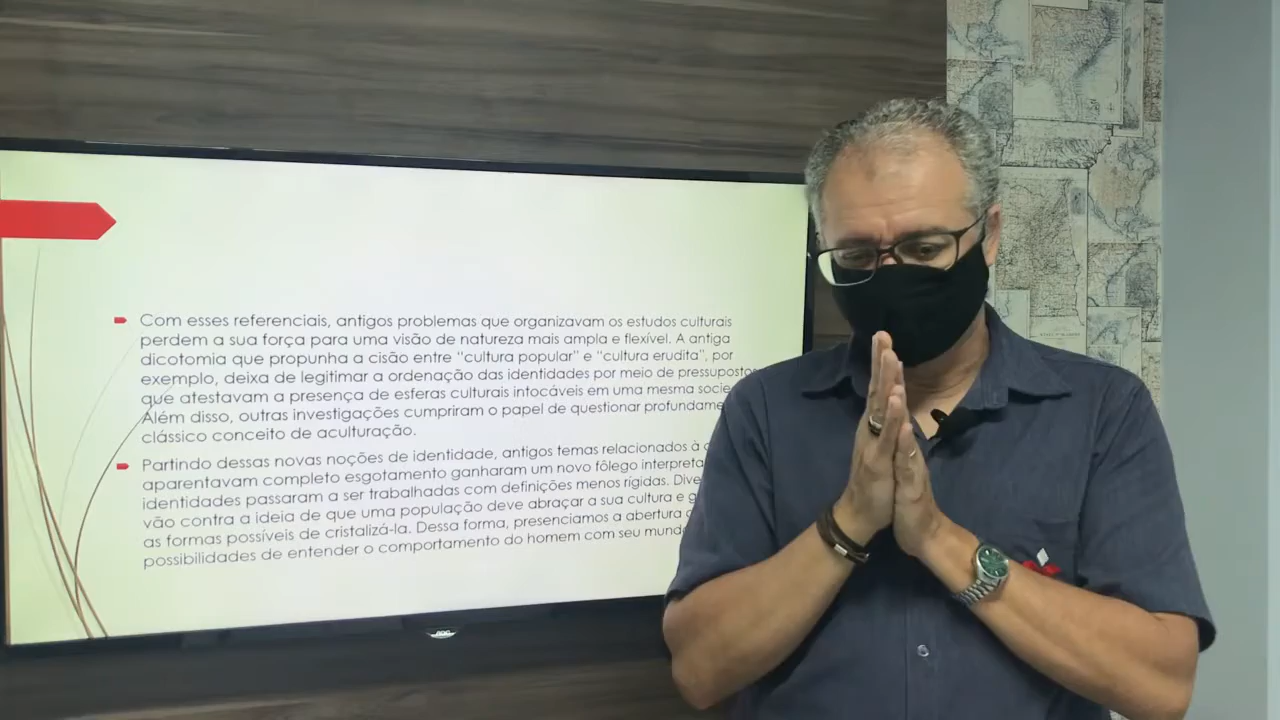 Com esses referenciais, antigos problemas que organizavam os estudos culturais
perdem a sua força para uma visão de natureza mais ampla e flexível. A antiga
dicotomia que propunha a cisão entre “cultura popular” e “cultura erudita”, por
exemplo, deixa de legitimar a ordenação das identidades por meio de pressupostos
que atestavam a presença de esferas culturais intocáveis em uma mesma socie
Além disso, outras investigações cumpriram o papel de questionar profundame
clássico conceito de aculturação.
Partindo dessas novas noções de identidade, antigos temas relacionados à
aparentavam completo esgotamento ganharam um novo fôlego interpreta
identidades passaram a ser trabalhadas com definições menos rígidas. Dive
vão contra a ideia de que uma população deve abraçar a sua cultura e
as formas possíveis de cristalizá-la. Dessa forma, presenciamos a abertura
possibilidades de entender o comportamento do homem com seu mund
AOC